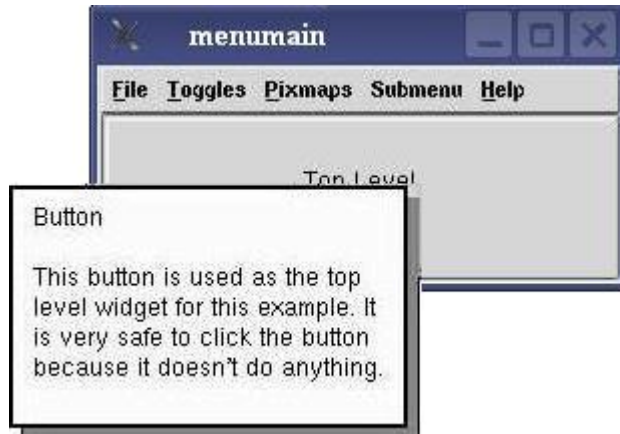 menumain
File Toggles Pixmaps Submenu Help
Top Level
Button
This button is used as the top
level widget for this example. It
is very safe to click the button
because it doesn't do anything.